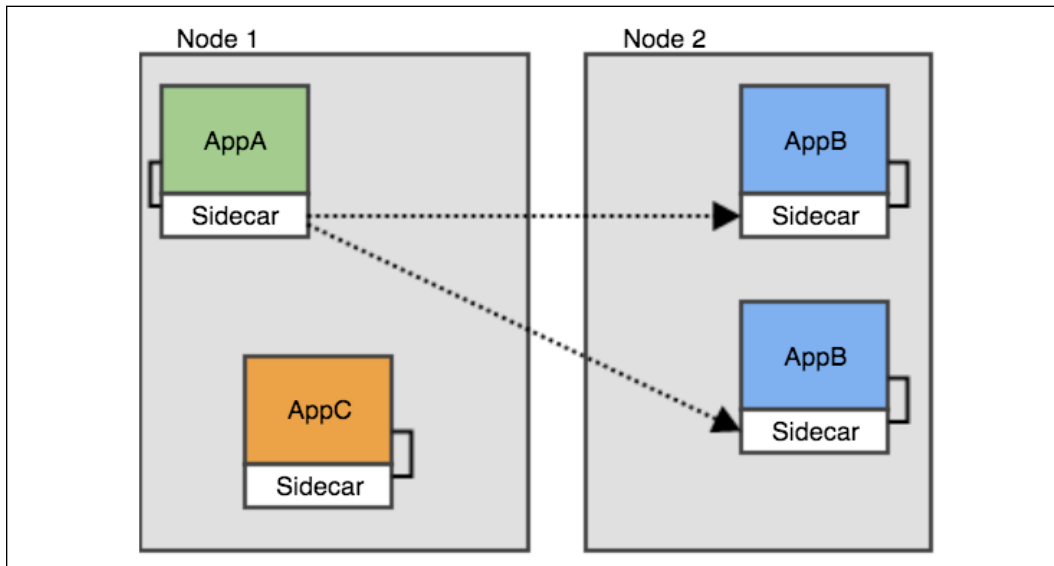 Node 1
AppA
Sidecar
AppC
Sidecar
Node 2
AppB
Sidecar
AppB
Sidecar